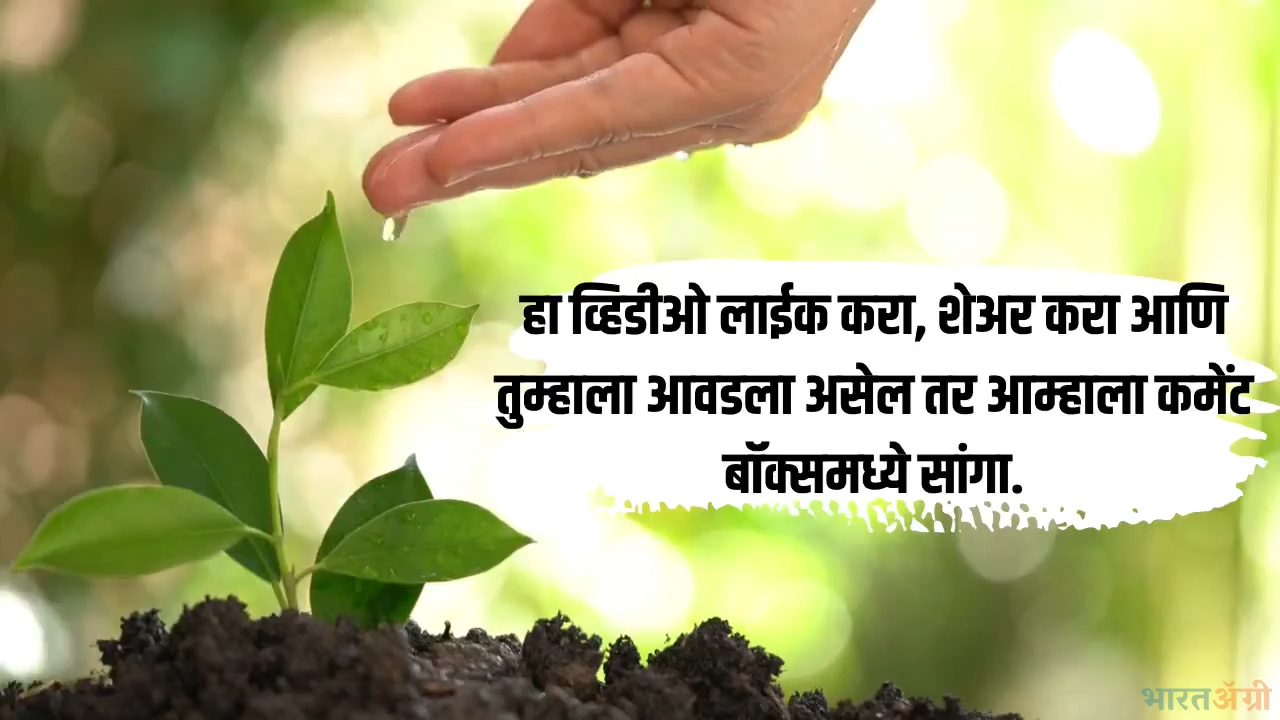 हा व्हिडीओ लाईक करा, शेअर करा आणि
तुम्हाला आवडला असेल तर आम्हाला कमेंट
बॉक्समध्ये सांगा.
भारतॲग्री